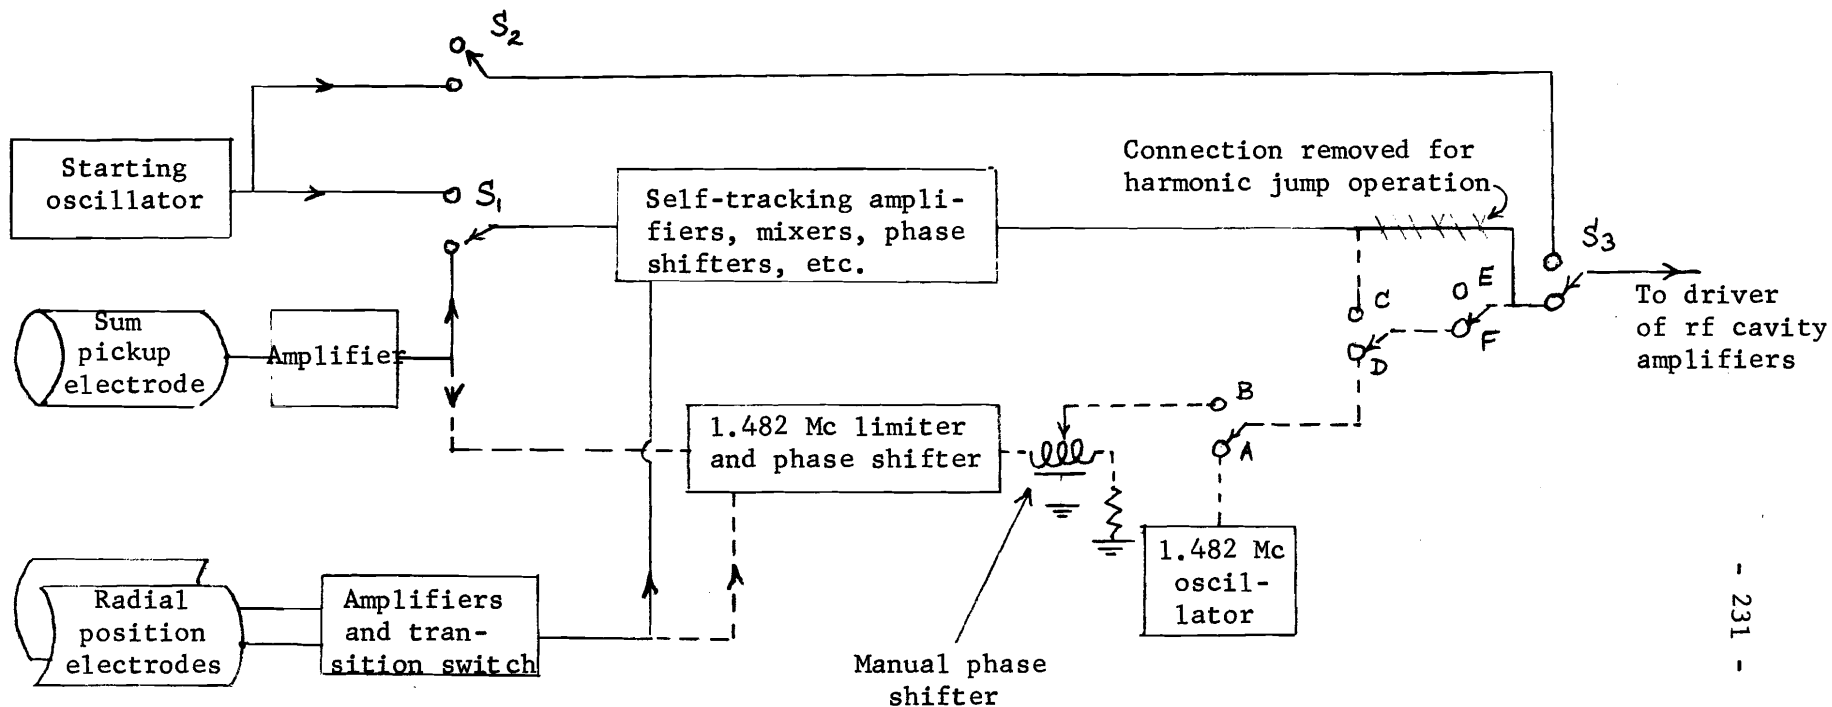 S2
Starting
oscillator
S1
Self-tracking ampli-
fiers, mixers, phase
shifters, etc.
Connection removed for
harmonic jump operation
S3
To driver
of rf cavity
amplifiers
C
D
E
F
Sum
pickup
electrode
Amplifier
1.482 Mc limiter
and phase shifter
B
A
1.482 Mc
oscil-
lator
Manual phase
shifter
Radial
position
electrodes
Amplifiers
and tran-
sition switch
- 231 -